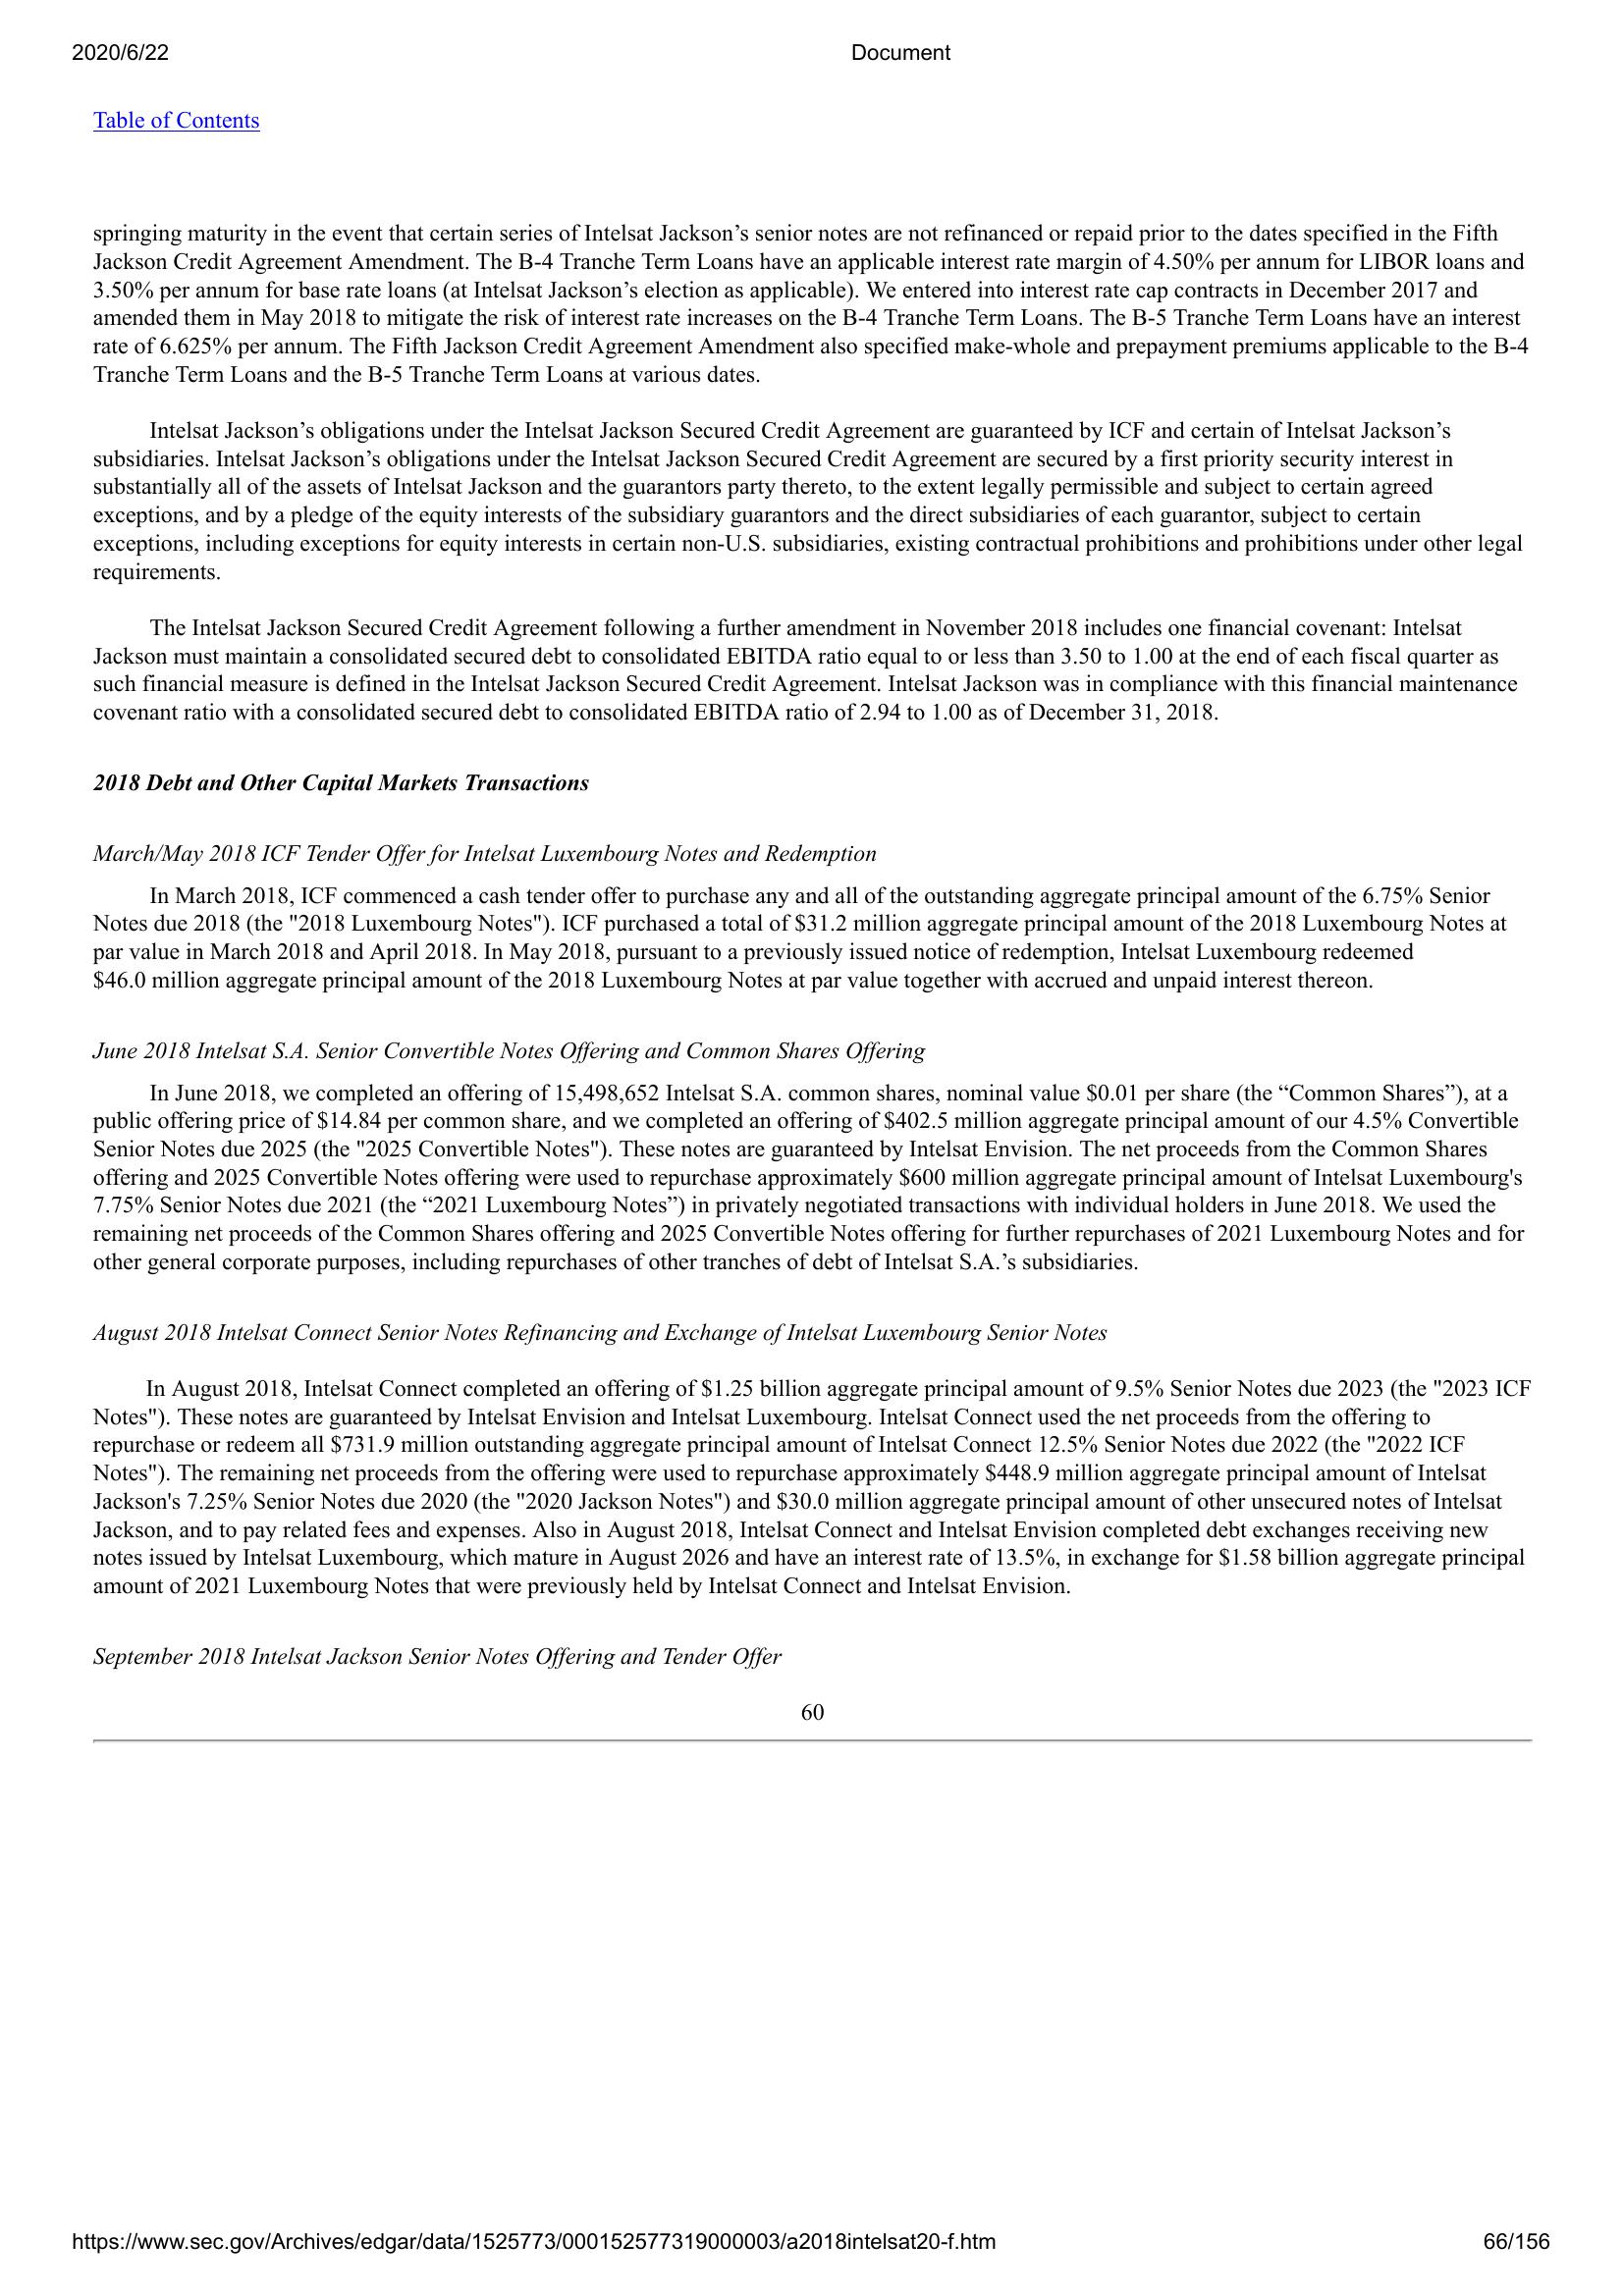 2020/6/22
Document
Table of Contents
springing maturity in the event that certain series of Intelsat Jackson’s senior notes are not refinanced or repaid prior to the dates specified in the Fifth
Jackson Credit Agreement Amendment. The B-4 Tranche Term Loans have an applicable interest rate margin of 4.50% per annum for LIBOR loans and
3.50% per annum for base rate loans (at Intelsat Jackson’s election as applicable). We entered into interest rate cap contracts in December 2017 and
amended them in May 2018 to mitigate the risk of interest rate increases on the B-4 Tranche Term Loans. The B-5 Tranche Term Loans have an interest
rate of 6.625% per annum. The Fifth Jackson Credit Agreement Amendment also specified make-whole and prepayment premiums applicable to the B-4
Tranche Term Loans and the B-5 Tranche Term Loans at various dates.
Intelsat Jackson’s obligations under the Intelsat Jackson Secured Credit Agreement are guaranteed by ICF and certain of Intelsat Jackson’s
subsidiaries. Intelsat Jackson’s obligations under the Intelsat Jackson Secured Credit Agreement are secured by a first priority security interest in
substantially all of the assets of Intelsat Jackson and the guarantors party thereto, to the extent legally permissible and subject to certain agreed
exceptions, and by a pledge of the equity interests of the subsidiary guarantors and the direct subsidiaries of each guarantor, subject to certain
exceptions, including exceptions for equity interests in certain non-U.S. subsidiaries, existing contractual prohibitions and prohibitions under other legal
requirements.
The Intelsat Jackson Secured Credit Agreement following a further amendment in November 2018 includes one financial covenant: Intelsat
Jackson must maintain a consolidated secured debt to consolidated EBITDA ratio equal to or less than 3.50 to 1.00 at the end of each fiscal quarter as
such financial measure is defined in the Intelsat Jackson Secured Credit Agreement. Intelsat Jackson was in compliance with this financial maintenance
covenant ratio with a consolidated secured debt to consolidated EBITDA ratio of 2.94 to 1.00 as of December 31, 2018.
2018 Debt and Other Capital Markets Transactions
March/May 2018 ICF Tender Offer for Intelsat Luxembourg Notes and Redemption
In March 2018, ICF commenced a cash tender offer to purchase any and all of the outstanding aggregate principal amount of the 6.75% Senior
Notes due 2018 (the "2018 Luxembourg Notes"). ICF purchased a total of $31.2 million aggregate principal amount of the 2018 Luxembourg Notes at
par value in March 2018 and April 2018. In May 2018, pursuant to a previously issued notice of redemption, Intelsat Luxembourg redeemed
$46.0 million aggregate principal amount of the 2018 Luxembourg Notes at par value together with accrued and unpaid interest thereon.
June 2018 Intelsat S.A. Senior Convertible Notes Offering and Common Shares Offering
In June 2018, we completed an offering of 15,498,652 Intelsat S.A. common shares, nominal value $0.01 per share (the “Common Shares”), at a
public offering price of $14.84 per common share, and we completed an offering of $402.5 million aggregate principal amount of our 4.5% Convertible
Senior Notes due 2025 (the "2025 Convertible Notes"). These notes are guaranteed by Intelsat Envision. The net proceeds from the Common Shares
offering and 2025 Convertible Notes offering were used to repurchase approximately $600 million aggregate principal amount of Intelsat Luxembourg's
7.75% Senior Notes due 2021 (the “2021 Luxembourg Notes”) in privately negotiated transactions with individual holders in June 2018. We used the
remaining net proceeds of the Common Shares offering and 2025 Convertible Notes offering for further repurchases of 2021 Luxembourg Notes and for
other general corporate purposes, including repurchases of other tranches of debt of Intelsat S.A.’s subsidiaries.
August 2018 Intelsat Connect Senior Notes Refinancing and Exchange of Intelsat Luxembourg Senior Notes
In August 2018, Intelsat Connect completed an offering of $1.25 billion aggregate principal amount of 9.5% Senior Notes due 2023 (the "2023 ICF
Notes"). These notes are guaranteed by Intelsat Envision and Intelsat Luxembourg. Intelsat Connect used the net proceeds from the offering to
repurchase or redeem all $731.9 million outstanding aggregate principal amount of Intelsat Connect 12.5% Senior Notes due 2022 (the "2022 ICF
Notes"). The remaining net proceeds from the offering were used to repurchase approximately $448.9 million aggregate principal amount of Intelsat
Jackson's 7.25% Senior Notes due 2020 (the "2020 Jackson Notes") and $30.0 million aggregate principal amount of other unsecured notes of Intelsat
Jackson, and to pay related fees and expenses. Also in August 2018, Intelsat Connect and Intelsat Envision completed debt exchanges receiving new
notes issued by Intelsat Luxembourg, which mature in August 2026 and have an interest rate of 13.5%, in exchange for $1.58 billion aggregate principal
amount of 2021 Luxembourg Notes that were previously held by Intelsat Connect and Intelsat Envision.
September 2018 Intelsat Jackson Senior Notes Offering and Tender Offer
60
https://www.sec.gov/Archives/edgar/data/1525773/000152577319000003/a2018intelsat20-f.htm
66/156